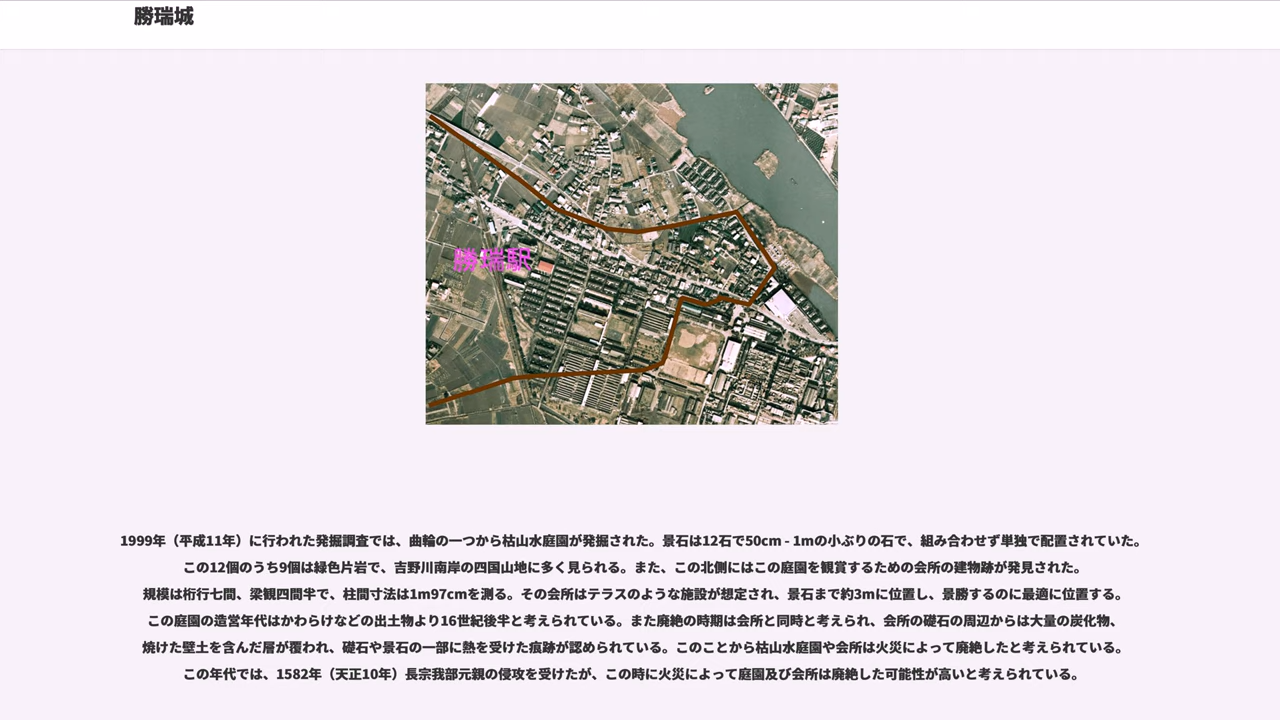 勝瑞城
勝瑞駅
1999年（平成11年）に行われた発掘調査では、曲輪の一つから枯山水庭園が発掘された。景石は12石で50cm - 1mの小ぶりの石で、組み合わせず単独で配置されていた。
この12個のうち9個は緑色片岩で、吉野川南岸の四国山地に多く見られる。また、この北側にはこの庭園を観賞するための会所の建物跡が発見された。
規模は桁行七間、梁観四間半で、柱間寸法は1m97cmを測る。その会所はテラスのような施設が想定され、景石まで約3mに位置し、景勝するのに最適に位置する。
この庭園の造営年代はかわらけなどの出土物より16世紀後半と考えられている。また廃絶の時期は会所と同時と考えられ、会所の礎石の周辺からは大量の炭化物、
焼けた壁土を含んだ層が覆われ、礎石や景石の一部に熱を受けた痕跡が認められている。このことから枯山水庭園や会所は火災によって廃絶したと考えられている。
この年代では、1582年（天正10年）長宗我部元親の侵攻を受けたが、この時に火災によって庭園及び会所は廃絶した可能性が高いと考えられている。